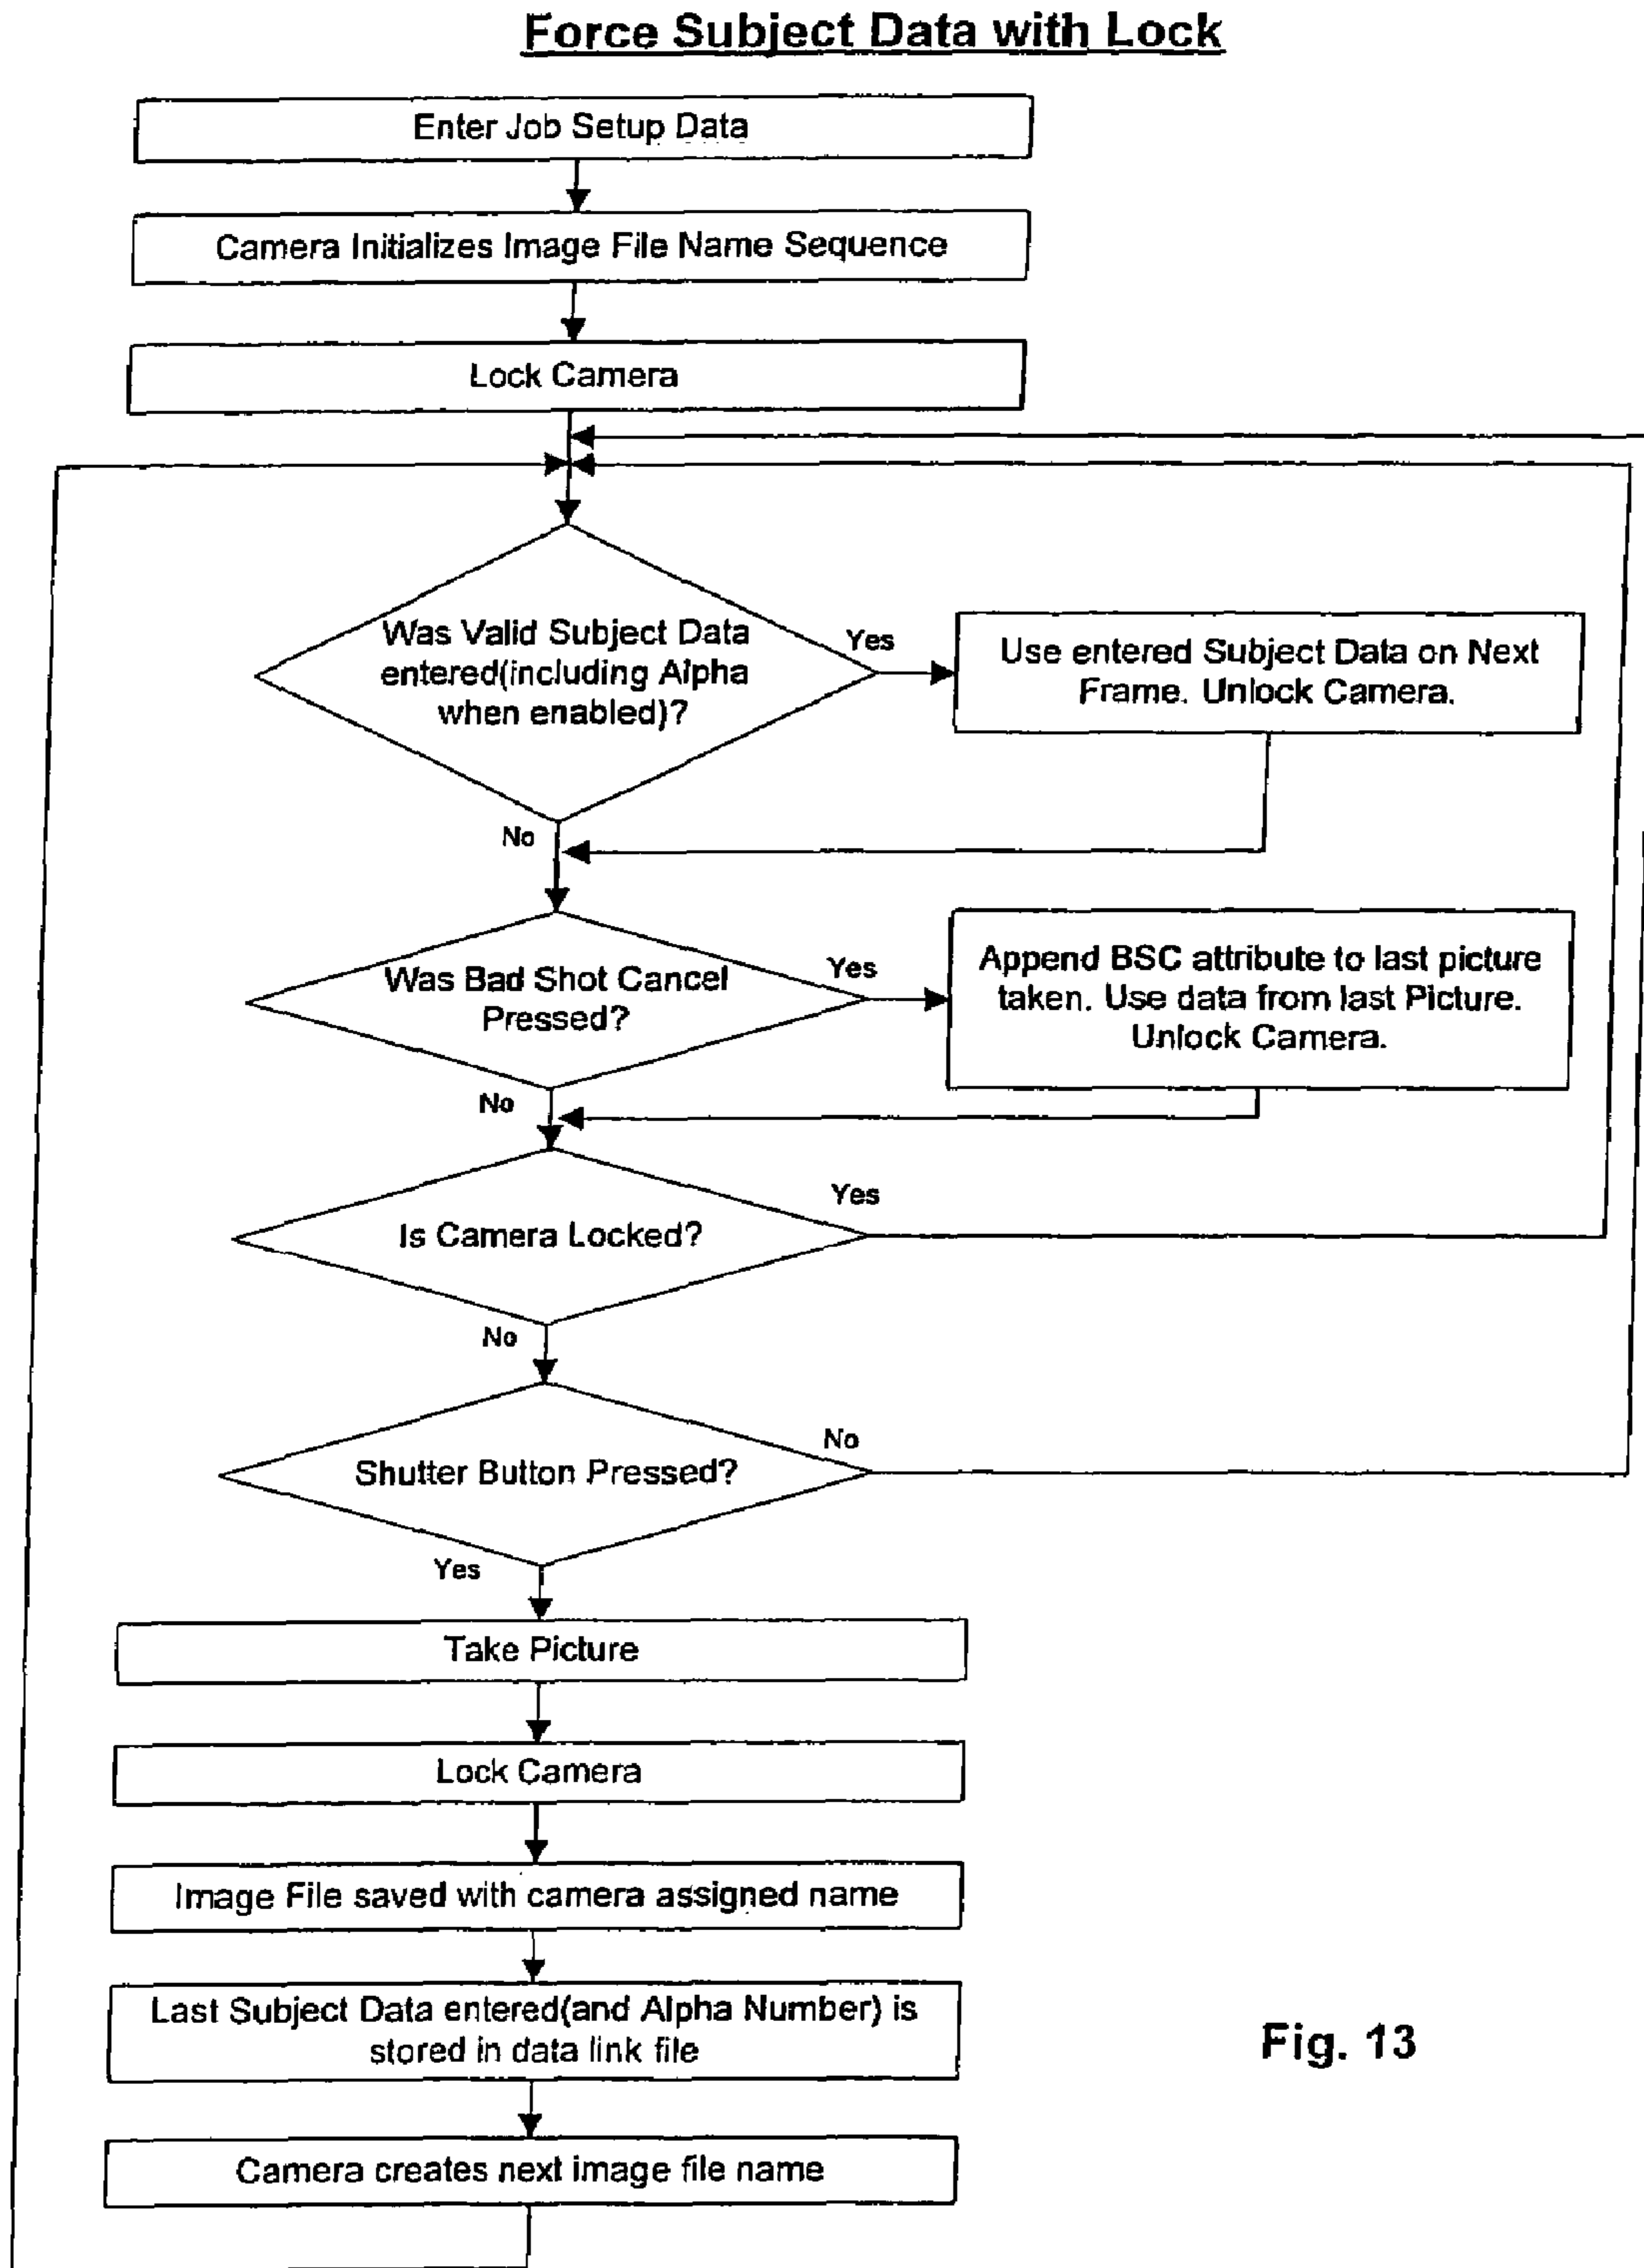 Force Subject Data with Lock
Enter Job Setup Data
Camera Initializes Image File Name Sequence
Lock Camera
Was Valid Subject Data
entered(including Alpha
when enabled)?
Yes
Use entered Subject Data on Next
Frame. Unlock Camera.
No
Was Bad Shot Cancel
Pressed?
Yes
Append BSC attribute to last picture
taken. Use data from last Picture.
Unlock Camera.
No
Is Camera Locked?
Yes
No
Shutter Button Pressed?
No
Yes
Take Picture
Lock Camera
Image File saved with camera assigned name
Last Subject Data entered(and Alpha Number) is
stored in data link file
Camera creates next image file name
Fig. 13